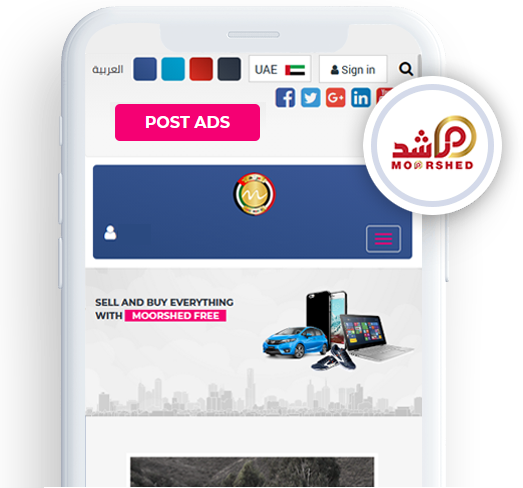 العربية
UAE
Sign in
POST ADS
مرشد
MOORSHED
SELL AND BUY EVERYTHING
WITH MOORSHED FREE